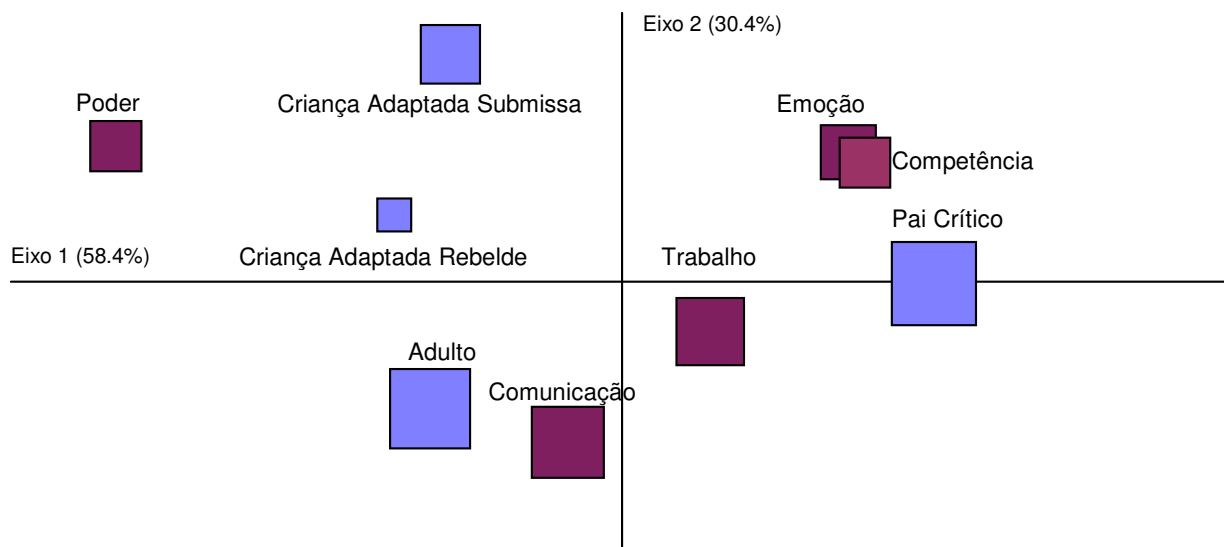 Eixo 2 (30.4%)
Poder
Criança Adaptada Submissa
Emoção
Competência
Pai Crítico
Eixo 1 (58.4%)
Criança Adaptada Rebelde
Trabalho
Adulto
Comunicação